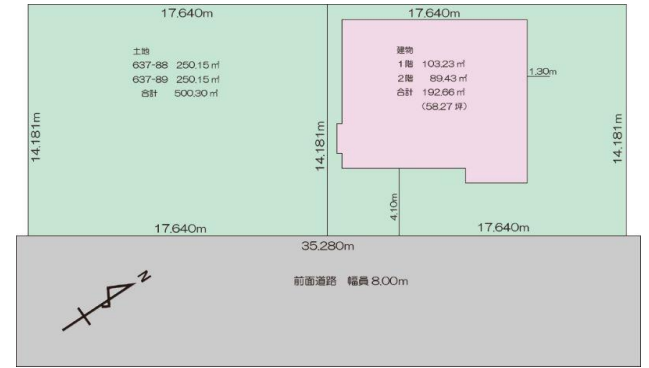 17.640m
17.640m
土地
637-88 250.15㎡
637-89 250.15㎡
合計 500.30㎡
建物
1階 103.23㎡
2階 89.43㎡
合計 192.66㎡
(58.27坪)
1.30m
14.181m
14.181m
14.181m
4.10m
17.640m
17.640m
35.280m
前面道路 幅員8.00m
N